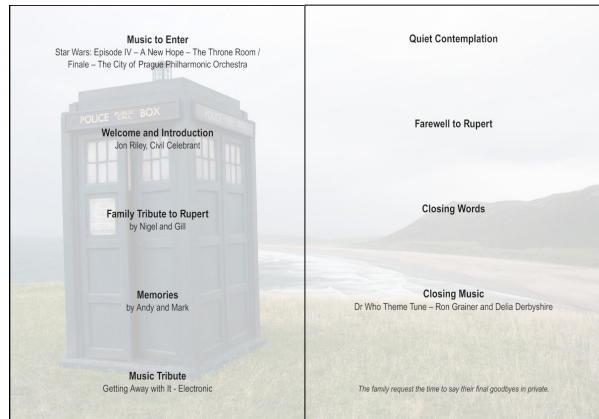 Music to Enter
Star Wars: Episode IV – A New Hope – The Throne Room /
Finale – The City of Prague Philharmonic Orchestra
POLICE PUBLIC CALL BOX
Welcome and Introduction
Jon Riley, Civil Celebrant
Family Tribute to Rupert
by Nigel and Gill
Memories
by Andy and Mark
Music Tribute
Getting Away with It - Electronic
Quiet Contemplation
Farewell to Rupert
Closing Words
Closing Music
Dr Who Theme Tune – Ron Grainer and Delia Derbyshire
The family request the time to say their final goodbyes in private.